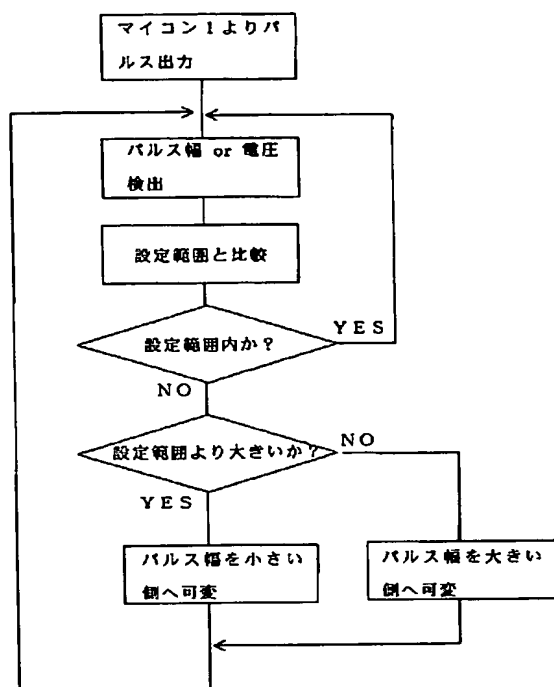 マイコン1よりパ
ルス出力
パルス幅 or 電圧
検出
設定範囲と比較
設定範囲内か?
YES
NO
設定範囲より大きいか?
NO
YES
パルス幅を小さい
側へ可変
パルス幅を大きい
側へ可変